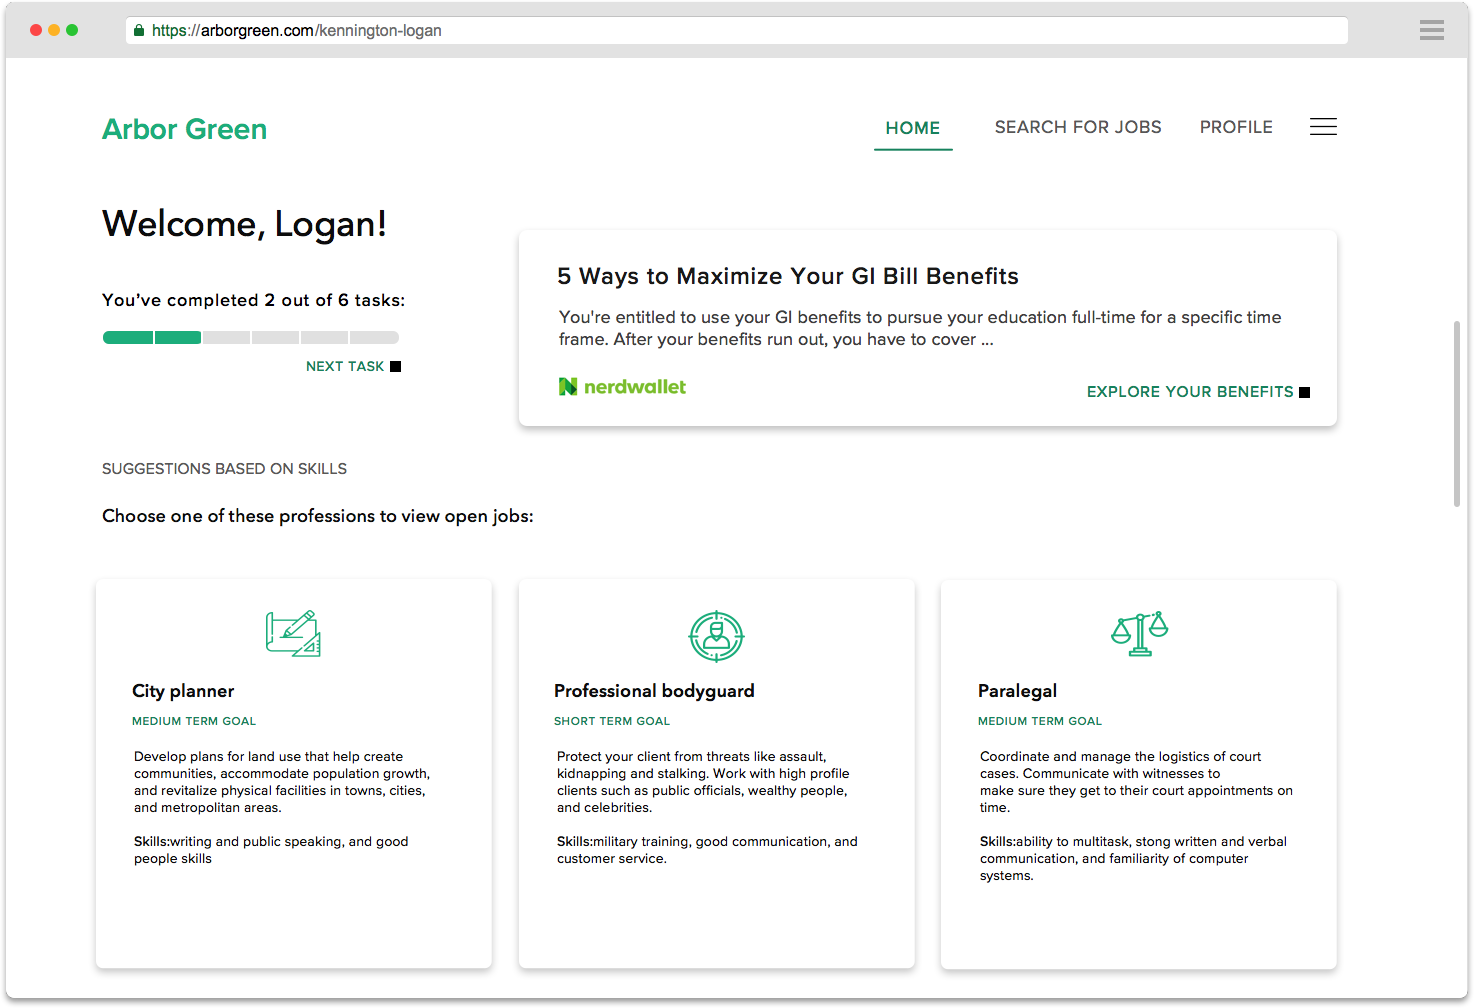 https://arborgreen.com/kennington-logan
Arbor Green
HOME
SEARCH FOR JOBS
PROFILE
Welcome, Logan!
You've completed 2 out of 6 tasks:
NEXT TASK
5 Ways to Maximize Your GI Bill Benefits
You're entitled to use your GI benefits to pursue your education full-time for a specific time
frame. After your benefits run out, you have to cover ...
nerdwallet
EXPLORE YOUR BENEFITS
SUGGESTIONS BASED ON SKILLS
Choose one of these professions to view open jobs:
City planner
MEDIUM TERM GOAL
Develop plans for land use that help create
communities, accommodate population growth,
and revitalize physical facilities in towns, cities,
and metropolitan areas.
Skills:writing and public speaking, and good
people skills
Professional bodyguard
SHORT TERM GOAL
Protect your client from threats like assault,
kidnapping and stalking. Work with high profile
clients such as public officials, wealthy people,
and celebrities.
Skills:military training, good communication, and
customer service.
Paralegal
MEDIUM TERM GOAL
Coordinate and manage the logistics of court
cases. Communicate with witnesses to
make sure they get to their court appointments on
time.
Skills:ability to multitask, stong written and verbal
communication, and familiarity of computer
systems.